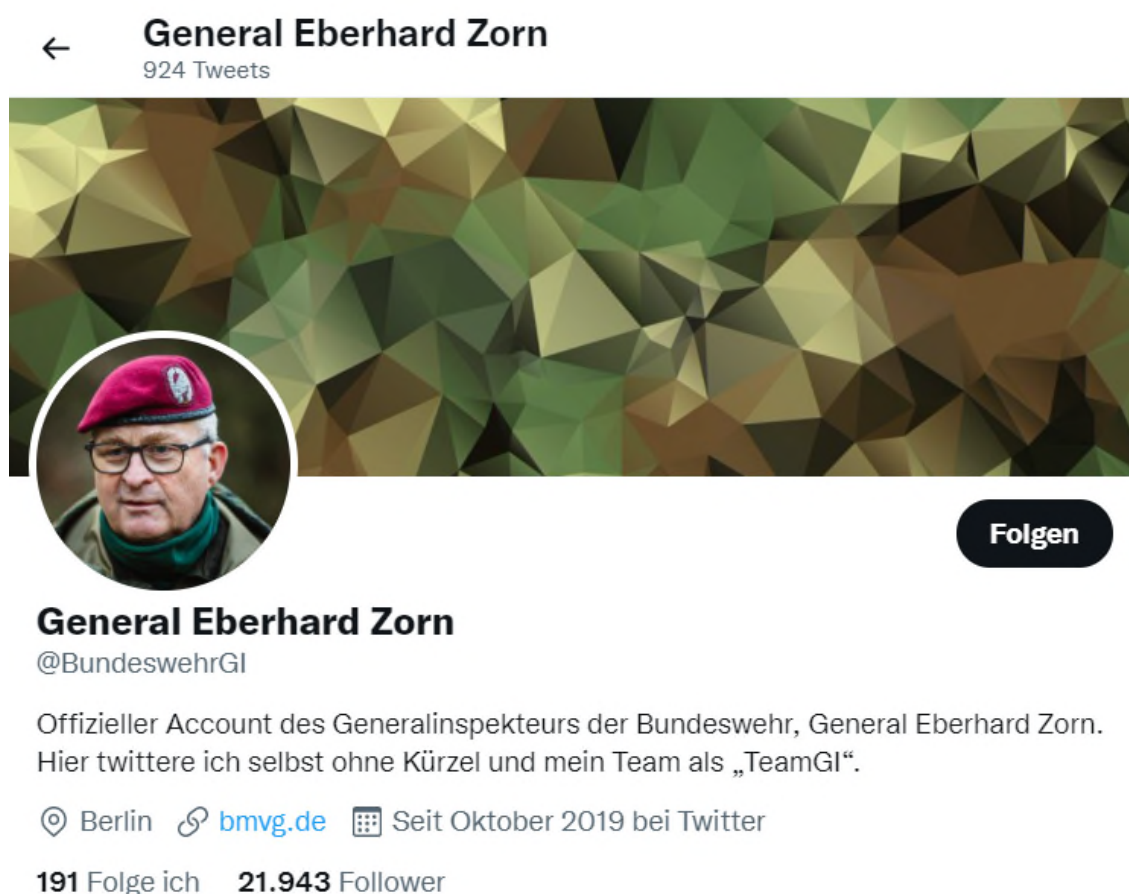 General Eberhard Zorn
924 Tweets
Folgen
General Eberhard Zorn
@BundeswehrGI
Offizieller Account des Generalinspekteurs der Bundeswehr, General Eberhard Zorn.
Hier twittere ich selbst ohne Kürzel und mein Team als „TeamGI“.
Berlin bmvg.de Seit Oktober 2019 bei Twitter
191 Folge ich 21.943 Follower